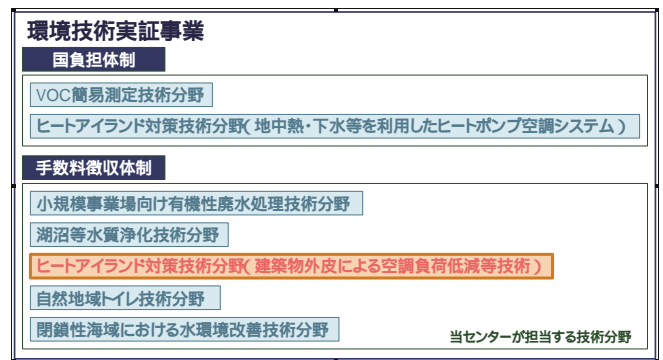 環境技術実証事業
国負担体制
VOC簡易測定技術分野
ヒートアイランド対策技術分野(地中熱・下水等を利用したヒートポンプ空調システム)
手数料徴収体制
小規模事業場向け有機性廃水処理技術分野
湖沼等水質浄化技術分野
ヒートアイランド対策技術分野(建築物外皮による空調負荷低減等技術)
自然地域トイレ技術分野
閉鎖性海域における水環境改善技術分野
当センターが担当する技術分野